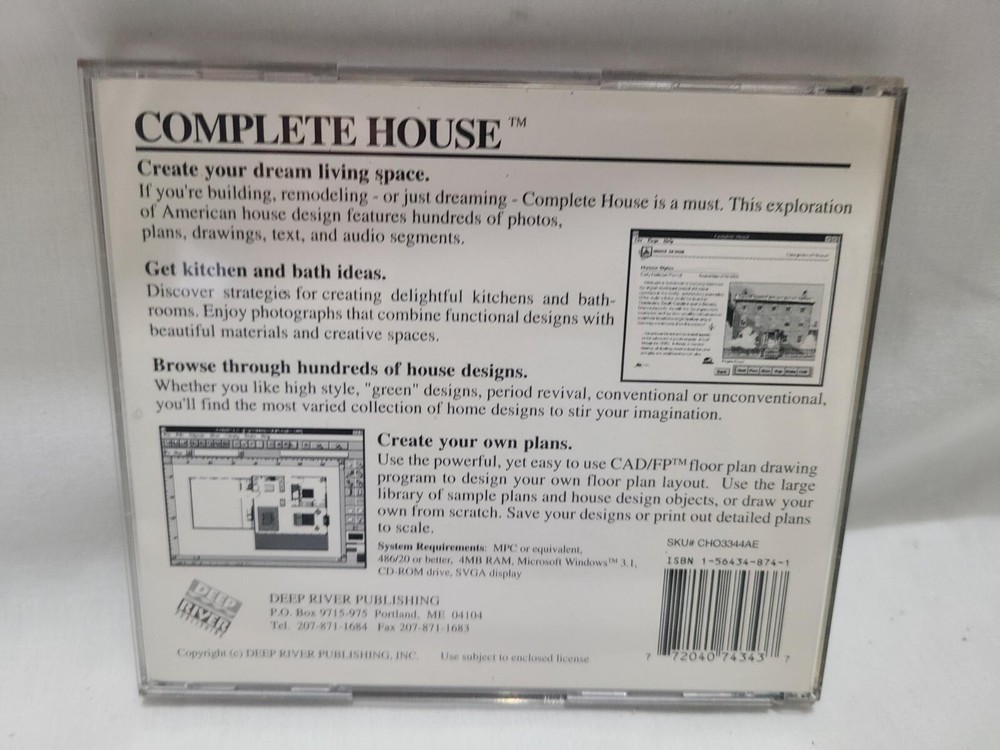 COMPLETE HOUSE™
Create your dream living space.
If you're building, remodeling - or just dreaming - Complete House is a must. This exploration
of American house design features hundreds of photos,
plans, drawings, text, and audio segments.
Get kitchen and bath ideas.
Discover strategies for creating delightful kitchens and bath-
rooms. Enjoy photographs that combine functional designs with
beautiful materials and creative spaces.
Complete House
HOUSE DESIGN
Browse through hundreds of house designs.
Whether you like high style, "green" designs, period revival, conventional or unconventional,
you'll find the most varied collection of home designs to stir your imagination.
Create your own plans.
Use the powerful, yet easy to use CAD/FP™ floor plan drawing
program to design your own floor plan layout. Use the large
library of sample plans and house design objects, or draw your
own from scratch. Save your designs or print out detailed plans
to scale.
System Requirements: MPC or equivalent,
486/20 or better, 4MB RAM, Microsoft Windows™ 3.1,
CD-ROM drive, SVGA display
SKU# CHO3344AE
ISBN 1-56434-874-1
7 72040 74343 7
DEEP
RIVER
PUBLISHING
DEEP RIVER PUBLISHING
P.O. Box 9715-975 Portland, ME 04104
Tel. 207-871-1684 Fax 207-871-1683
Copyright (c) DEEP RIVER PUBLISHING, INC. Use subject to enclosed license